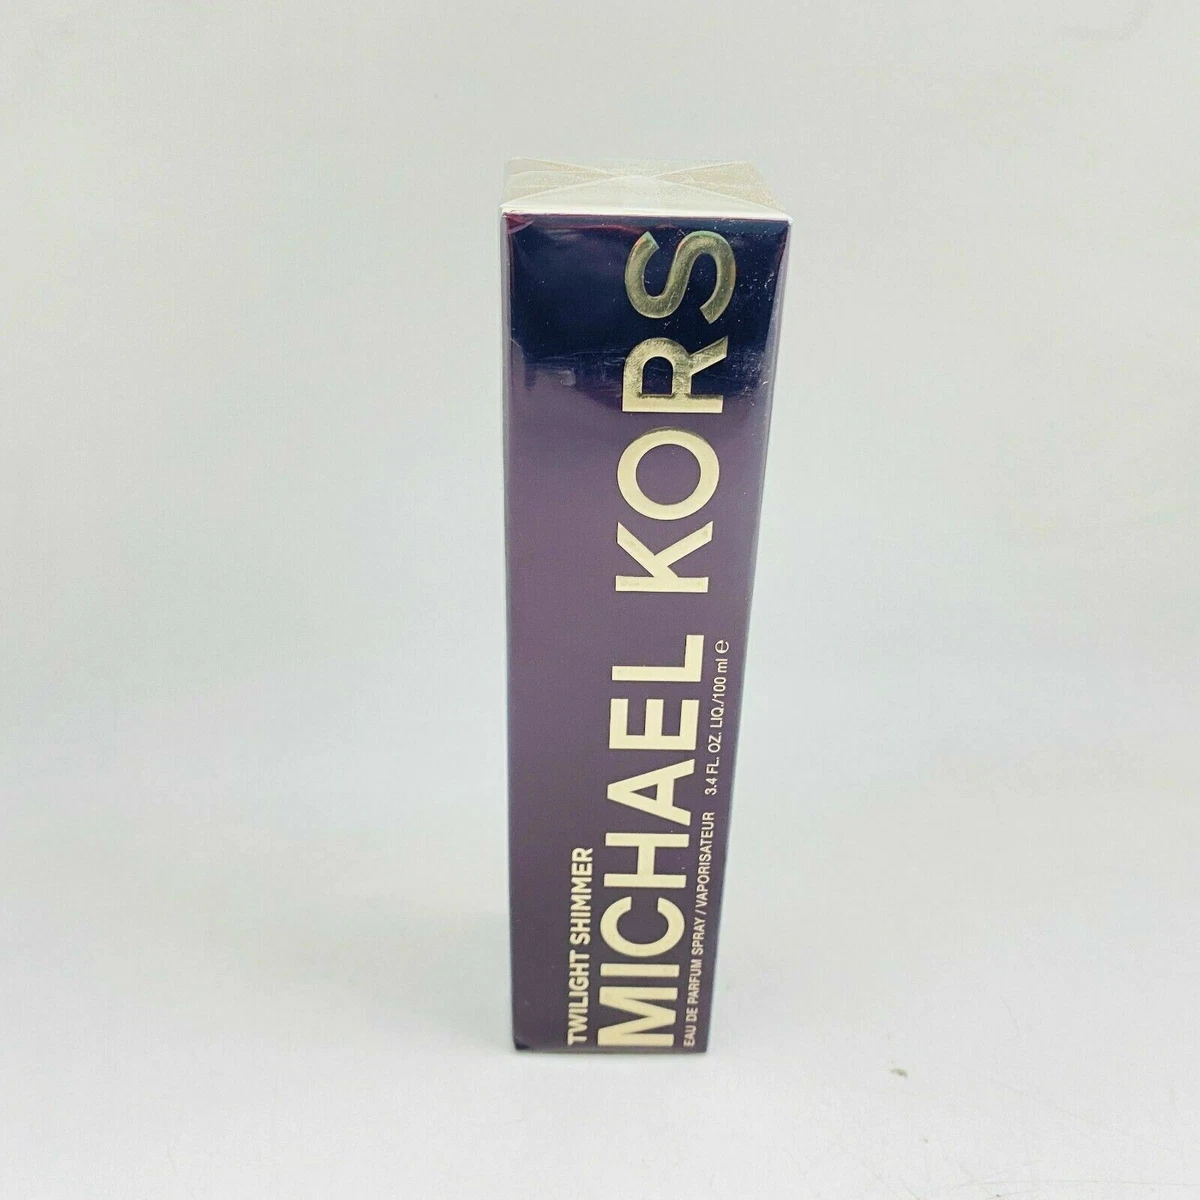 TWILIGHT SHIMMER
MICHAEL KORS
EAU DE PARFUM SPRAY / VAPORISATEUR 3.4 FL. OZ. LIQ./100 ml ℮